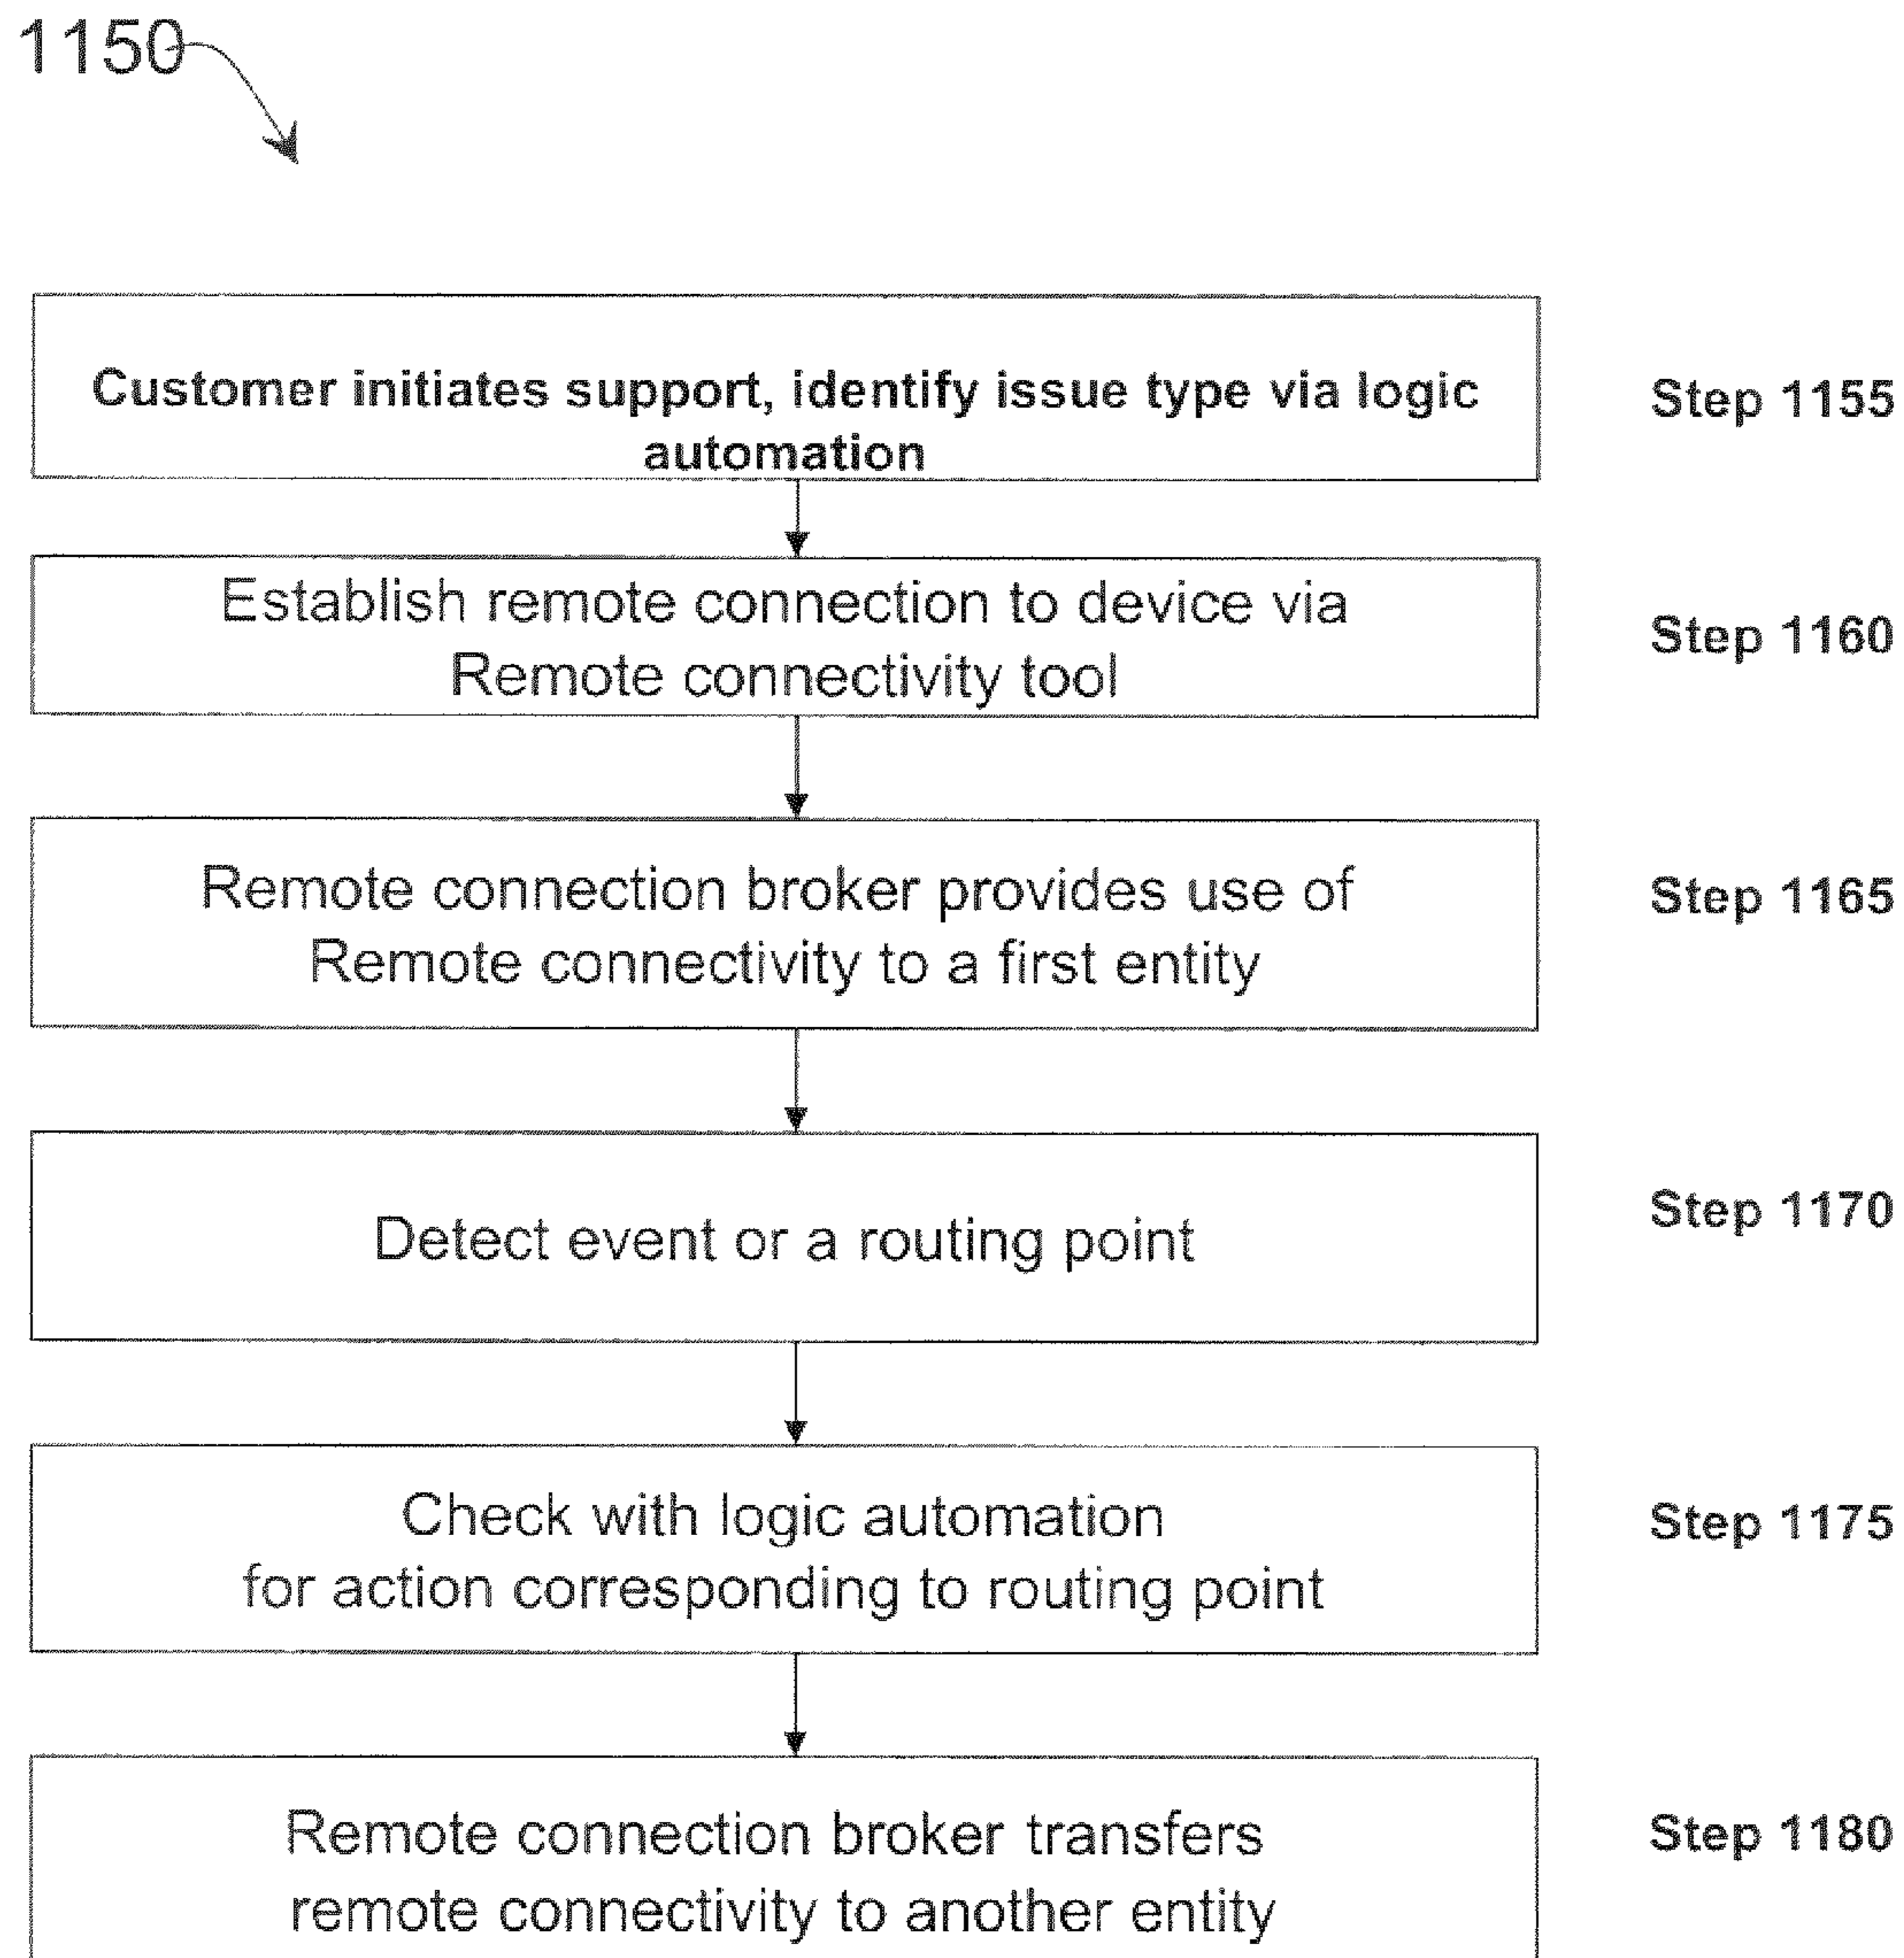 1150
Customer initiates support, identify issue type via logic
automation
Step 1155
Establish remote connection to device via
Remote connectivity tool
Step 1160
Remote connection broker provides use of
Remote connectivity to a first entity
Step 1165
Detect event or a routing point
Step 1170
Check with logic automation
for action corresponding to routing point
Step 1175
Remote connection broker transfers
remote connectivity to another entity
Step 1180